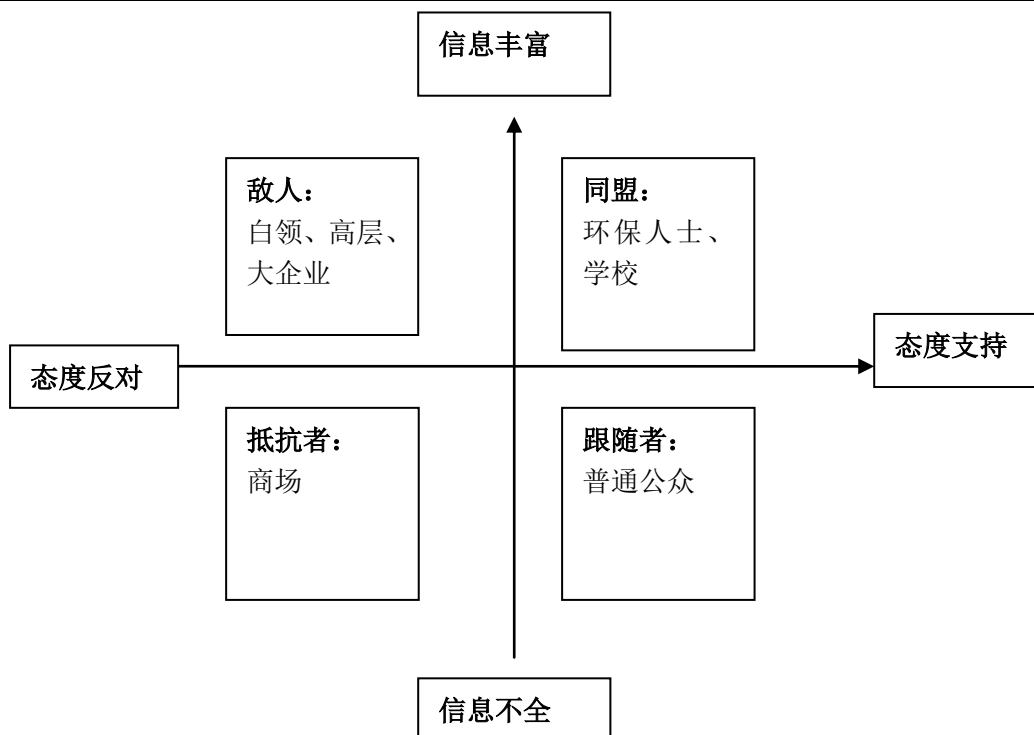 信息丰富
敌人：
白领、高层、
大企业
同盟：
环保人士、
学校
态度反对
态度支持
抵抗者：
商场
跟随者：
普通公众
信息不全